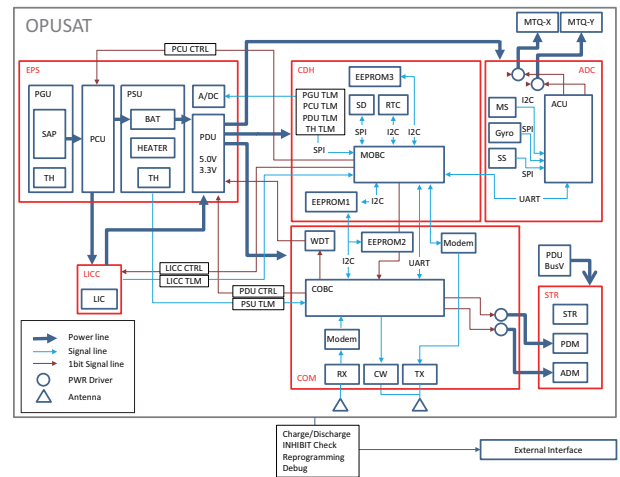 OPUSAT
MTQ-X
MTQ-Y
PCU CTRL
EPS
CDH
ADC
PGU
PSU
A/DC
EEPROM3
PGU TLM
PCU TLM
PDU TLM
TH TLM
SD
RTC
MS
I2C
ACU
SAP
PCU
BAT
PDU
Gyro
SPI
HEATER
5.0V
3.3V
SPI
I2C
I2C
SPI
MOBC
SS
SPI
TH
TH
EEPROM1
I2C
UART
WDT
EEPROM2
Modem
PDU
BusV
LICC
LICC CTRL
LICC TLM
I2C
UART
LIC
PDU CTRL
PSU TLM
COBC
STR
STR
Power line
Signal line
1bit Signal line
PWR Driver
Antenna
Modem
PDM
COM
RX
CW
TX
ADM
Charge/Discharge
INHIBIT Check
Reprogramming
Debug
External Interface